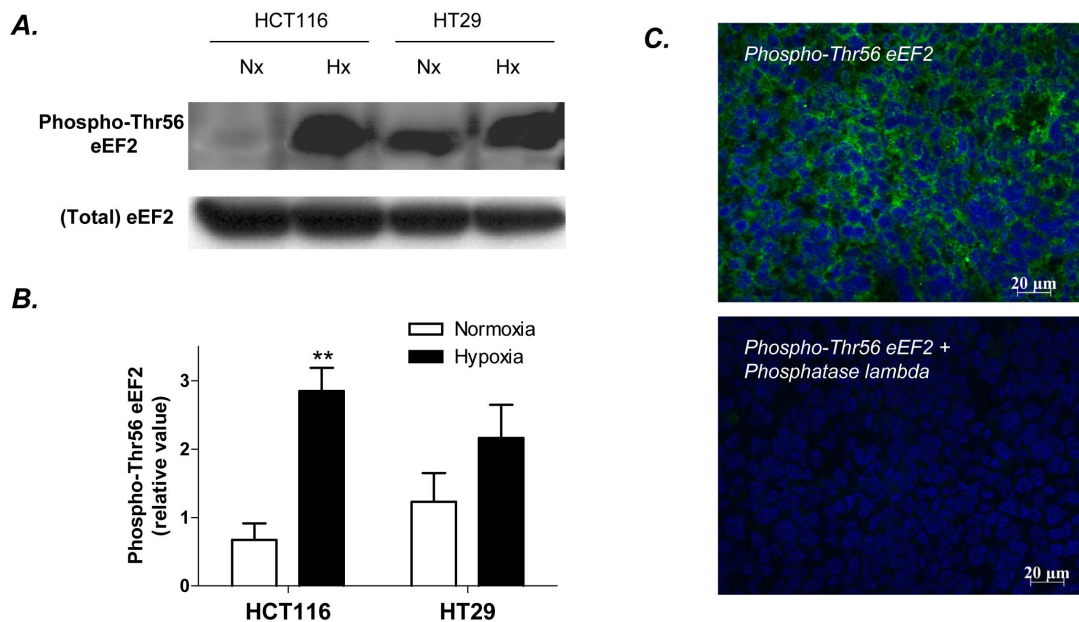 A.
HCT116 HT29
Nx Hx Nx Hx
Phospho-Thr56
eEF2
(Total) eEF2
B.
Normoxia
Hypoxia
**
Phospho-Thr56 eEF2
(relative value)
3
2
1
0
HCT116 HT29
C.
Phospho-Thr56 eEF2
20 µm
Phospho-Thr56 eEF2 +
Phosphatase lambda
20 µm